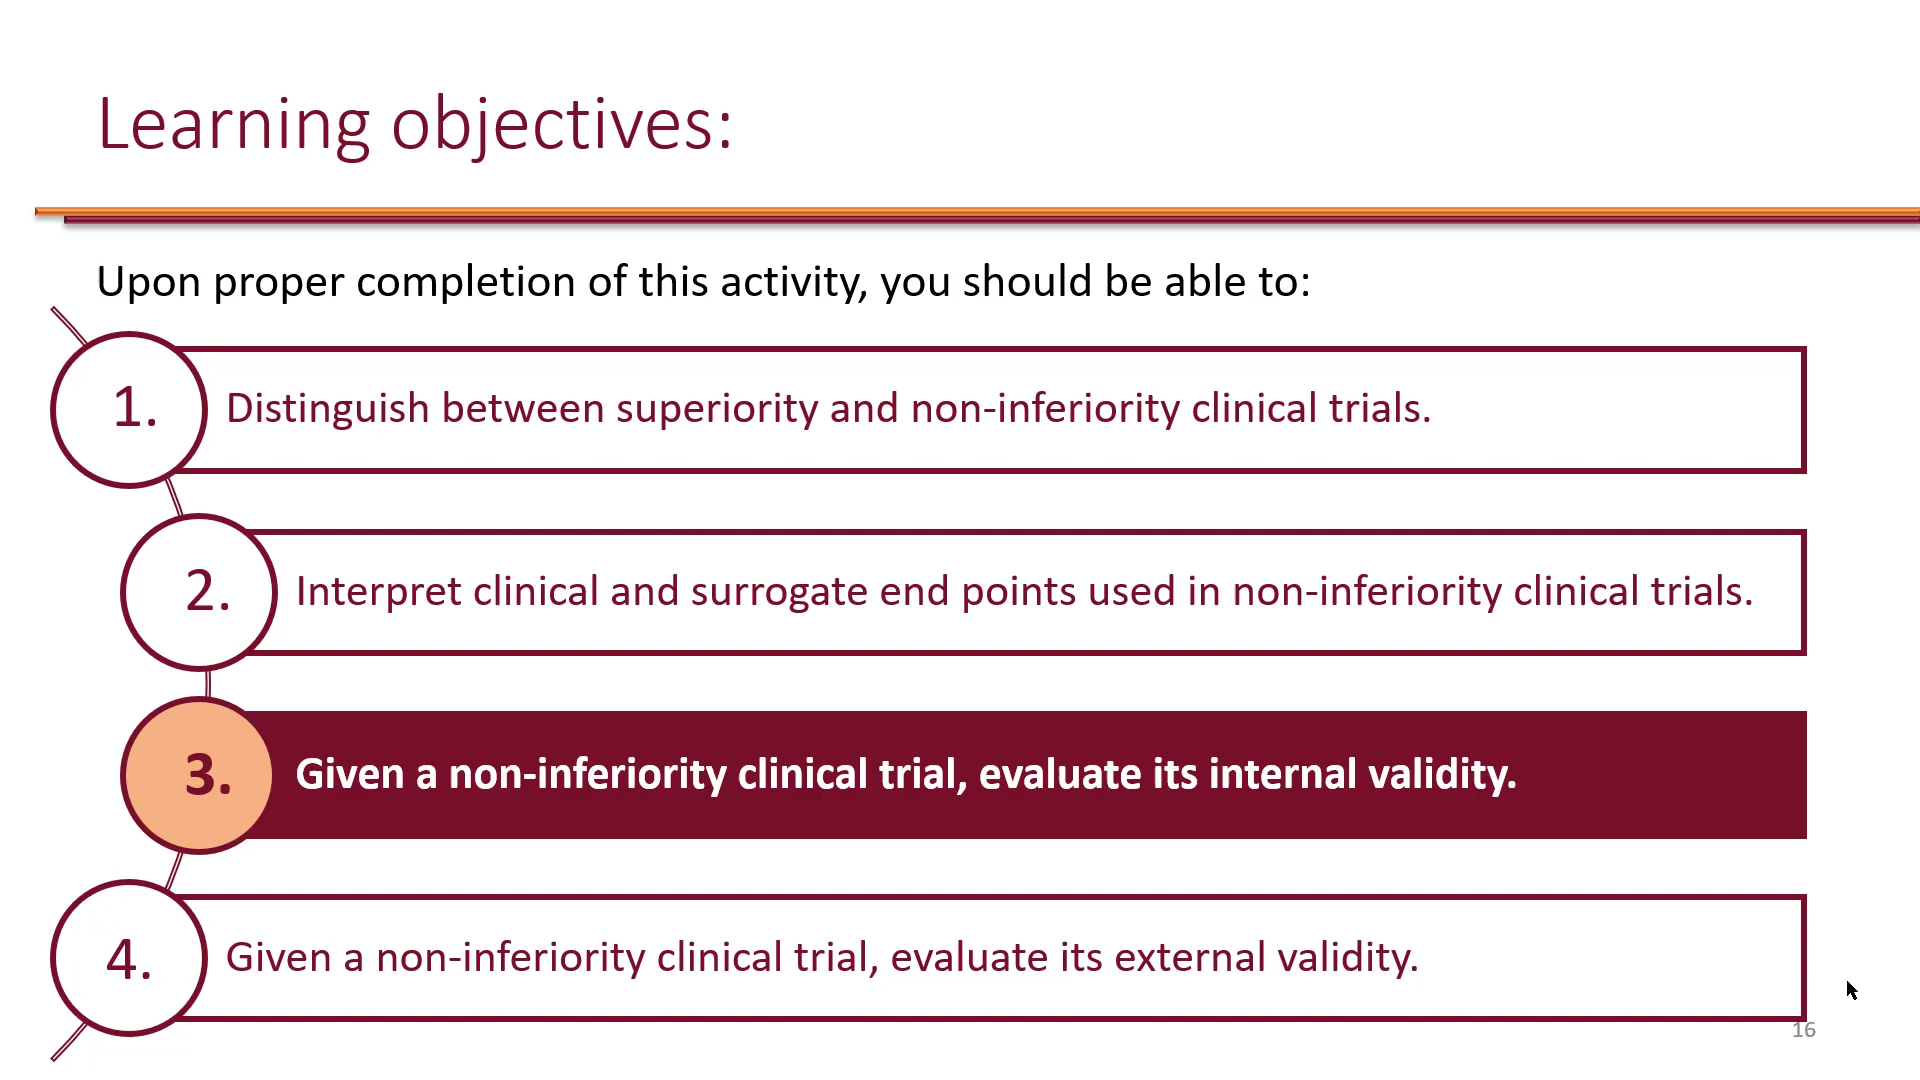 Learning objectives:
Upon proper completion of this activity, you should be able to:
1. Distinguish between superiority and non-inferiority clinical trials.
2. Interpret clinical and surrogate end points used in non-inferiority clinical trials.
3. Given a non-inferiority clinical trial, evaluate its internal validity.
4. Given a non-inferiority clinical trial, evaluate its external validity.
16